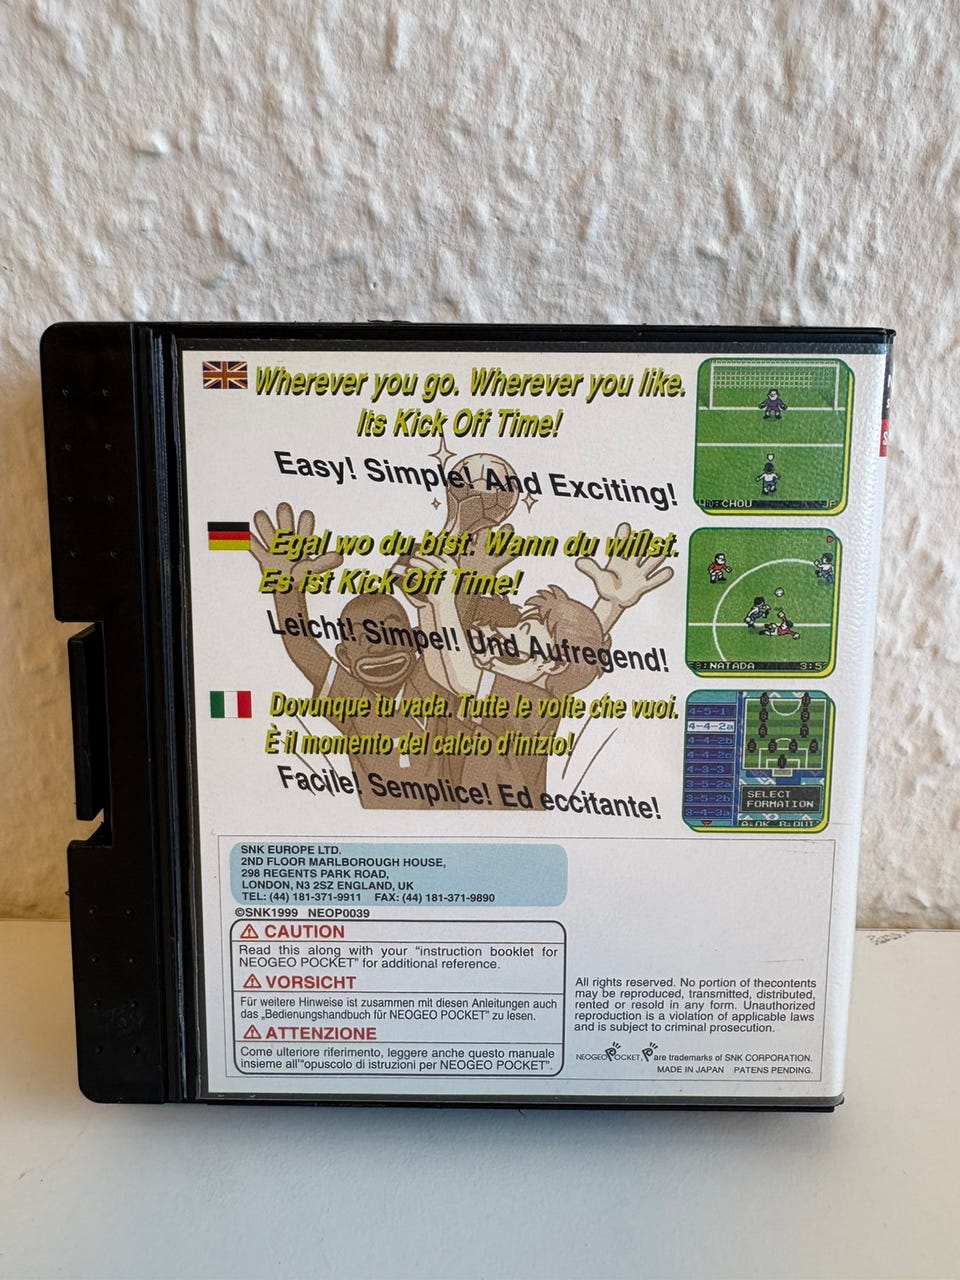 Wherever you go. Wherever you like.
Its Kick Off Time!
Easy! Simple! And Exciting!
Egal wo du bist. Wann du willst.
Es ist Kick Off Time!
Leicht! Simpel! Und Aufregend!
Dovunque tu vada. Tutte le volte che vuoi.
È il momento del calcio d'inizio!
Facile! Semplice! Ed eccitante!
CHOU JP
9:NATADA 3:5
4-5-1
4-4-2a
4-4-2b
4-4-2c
4-3-3
3-5-2a
3-5-2b
3-4-3a
SELECT
FORMATION
A:OK B:OUT
SNK EUROPE LTD.
2ND FLOOR MARLBOROUGH HOUSE,
298 REGENTS PARK ROAD,
LONDON, N3 2SZ ENGLAND, UK
TEL: (44) 181-371-9911 FAX: (44) 181-371-9890
©SNK1999 NEOP0039
CAUTION
Read this along with your "instruction booklet for
NEOGEO POCKET" for additional reference.
VORSICHT
Für weitere Hinweise ist zusammen mit diesen Anleitungen auch
das „Bedienungshandbuch für NEOGEO POCKET" zu lesen.
ATTENZIONE
Come ulteriore riferimento, leggere anche questo manuale
insieme all'"opuscolo di istruzioni per NEOGEO POCKET".
All rights reserved. No portion of thecontents
may be reproduced, transmitted, distributed,
rented or resold in any form. Unauthorized
reproduction is a violation of applicable laws
and is subject to criminal prosecution.
NEOGEO POCKET, P are trademarks of SNK CORPORATION.
MADE IN JAPAN PATENS PENDING.